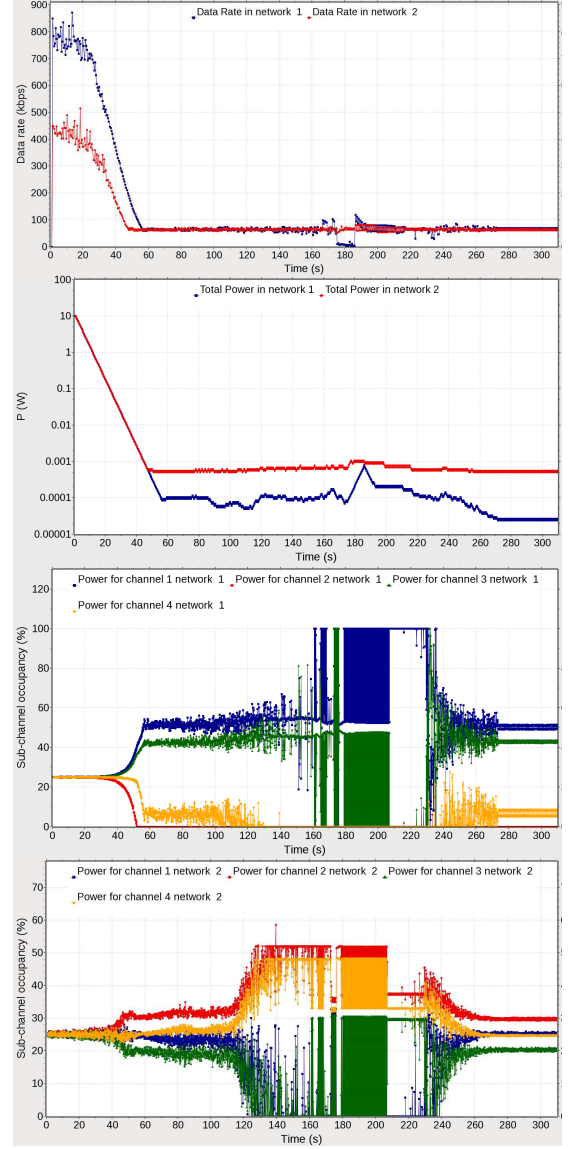 Data Rate in network 1 Data Rate in network 2
900
800
700
600
500
400
300
200
100
0
Data rate (kbps)
0 20 40 60 80 100 120 140 160 180 200 220 240 260 280 300
Time (s)
Total Power in network 1 Total Power in network 2
100
10
1
0.1
0.01
0.001
0.0001
0.00001
P (W)
0 20 40 60 80 100 120 140 160 180 200 220 240 260 280 300
Time (s)
Power for channel 1 network 1 Power for channel 2 network 1 Power for channel 3 network 1
Power for channel 4 network 1
120
100
80
60
40
20
0
Sub-channel occupancy (%)
0 20 40 60 80 100 120 140 160 180 200 220 240 260 280 300
Time (s)
Power for channel 1 network 2 Power for channel 2 network 2 Power for channel 3 network 2
Power for channel 4 network 2
70
60
50
40
30
20
10
0
Sub-channel occupancy (%)
0 20 40 60 80 100 120 140 160 180 200 220 240 260 280 300
Time (s)